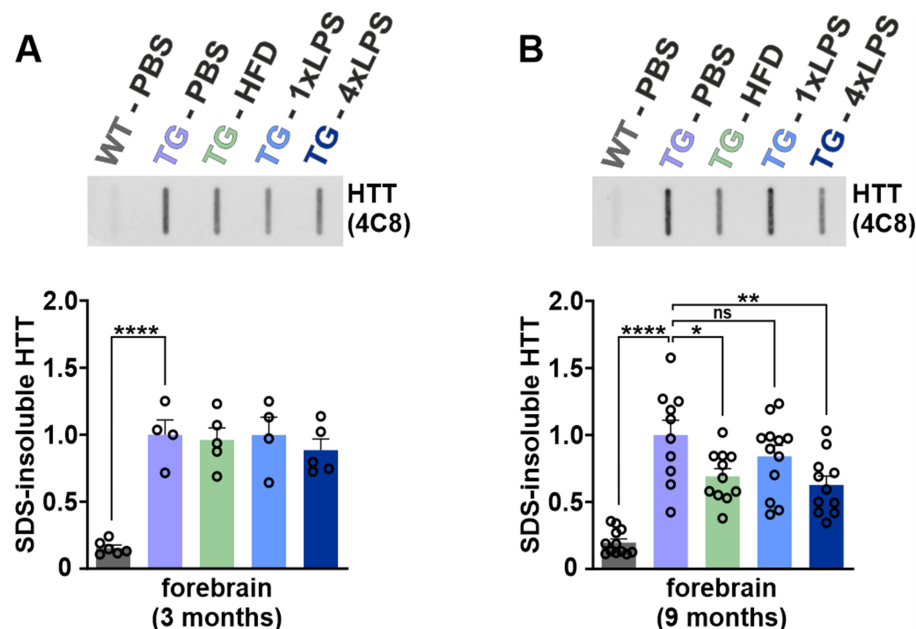 A
WT - PBS
TG - PBS
TG - HFD
TG - 1xLPS
TG - 4xLPS
HTT
(4C8)
SDS-insoluble HTT
2.0
1.5
1.0
0.5
0
****
forebrain
(3 months)
B
WT - PBS
TG - PBS
TG - HFD
TG - 1xLPS
TG - 4xLPS
HTT
(4C8)
SDS-insoluble HTT
2.0
1.5
1.0
0.5
0
**
ns
**** *
forebrain
(9 months)